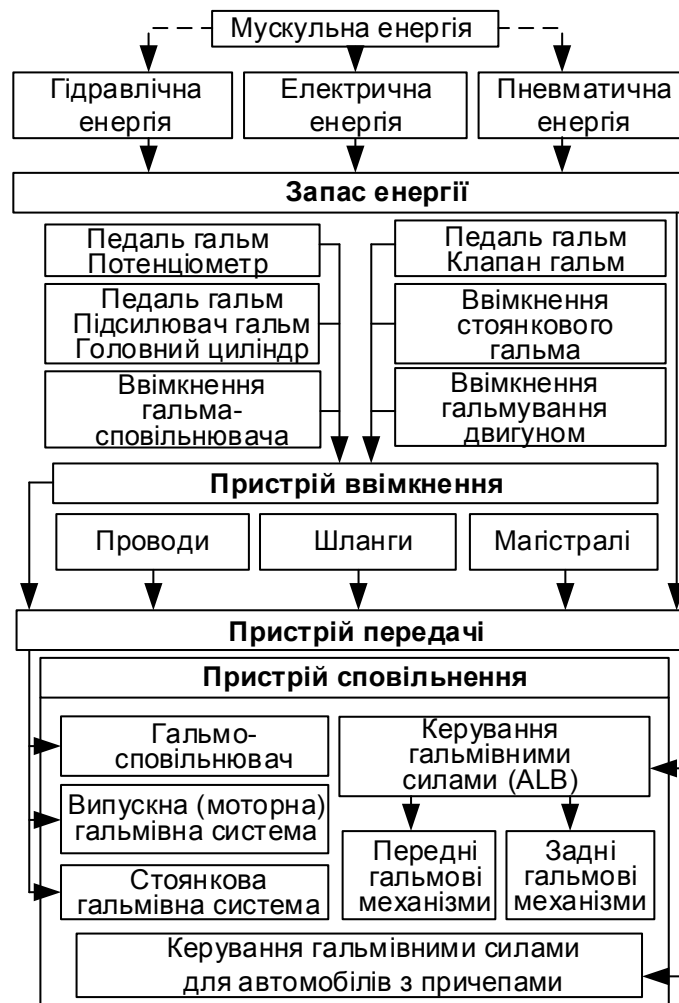 Мускульна енергія
Гідравлічна
енергія
Електрична
енергія
Пневматична
енергія
Запас енергії
Педаль гальм
Потенціометр
Педаль гальм
Клапан гальм
Педаль гальм
Підсилювач гальм
Головний циліндр
Ввімкнення
стоянкового
гальма
Ввімкнення
гальма-
сповільнювача
Ввімкнення
гальмування
двигуном
Пристрій ввімкнення
Проводи
Шланги
Магістралі
Пристрій передачі
Пристрій сповільнення
Гальмо-
сповільнювач
Керування
гальмівними
силами (ALB)
Випускна (моторна)
гальмівна система
Передні
гальмові
механізми
Задні
гальмові
механізми
Стоянкова
гальмівна система
Керування гальмівними силами
для автомобілів з причепами